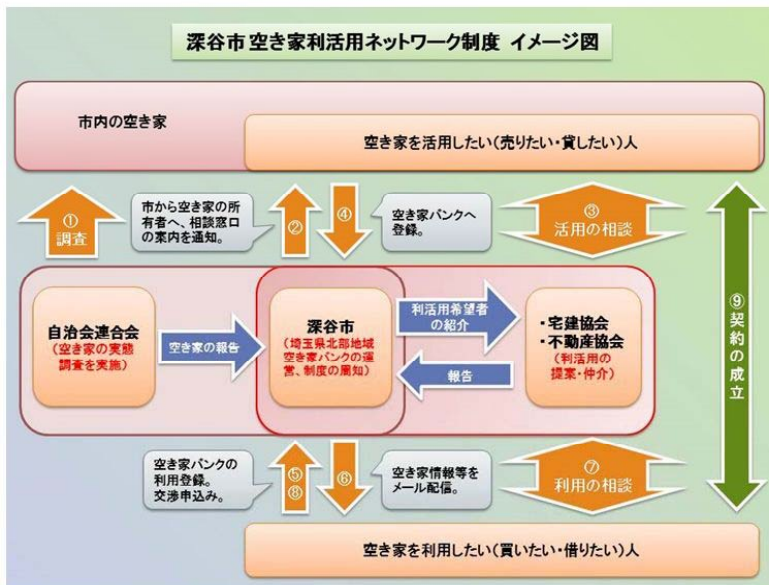 深谷市 空き家利活用ネットワーク制度 イメージ図
市内の空き家
空き家を活用したい(売りたい・貸したい)人
①
調査
市から空き家の所
有者へ、相談窓口
の案内を通知。
②
④
空き家バンクへ
登録。
③
活用の相談
自治会連合会
(空き家の実態
調査を実施)
空き家の報告
深谷市
(埼玉県北部地域
空き家バンクの運
営、制度の周知)
利活用希望者
の紹介
報告
・宅建協会
・不動産協会
(利活用の
提案・仲介)
⑨契約の成立
空き家バンクの
利用登録。
交渉申込み。
⑤
⑧
⑥
空き家情報等を
メール配信。
⑦
利用の相談
空き家を利用したい(買いたい・借りたい)人